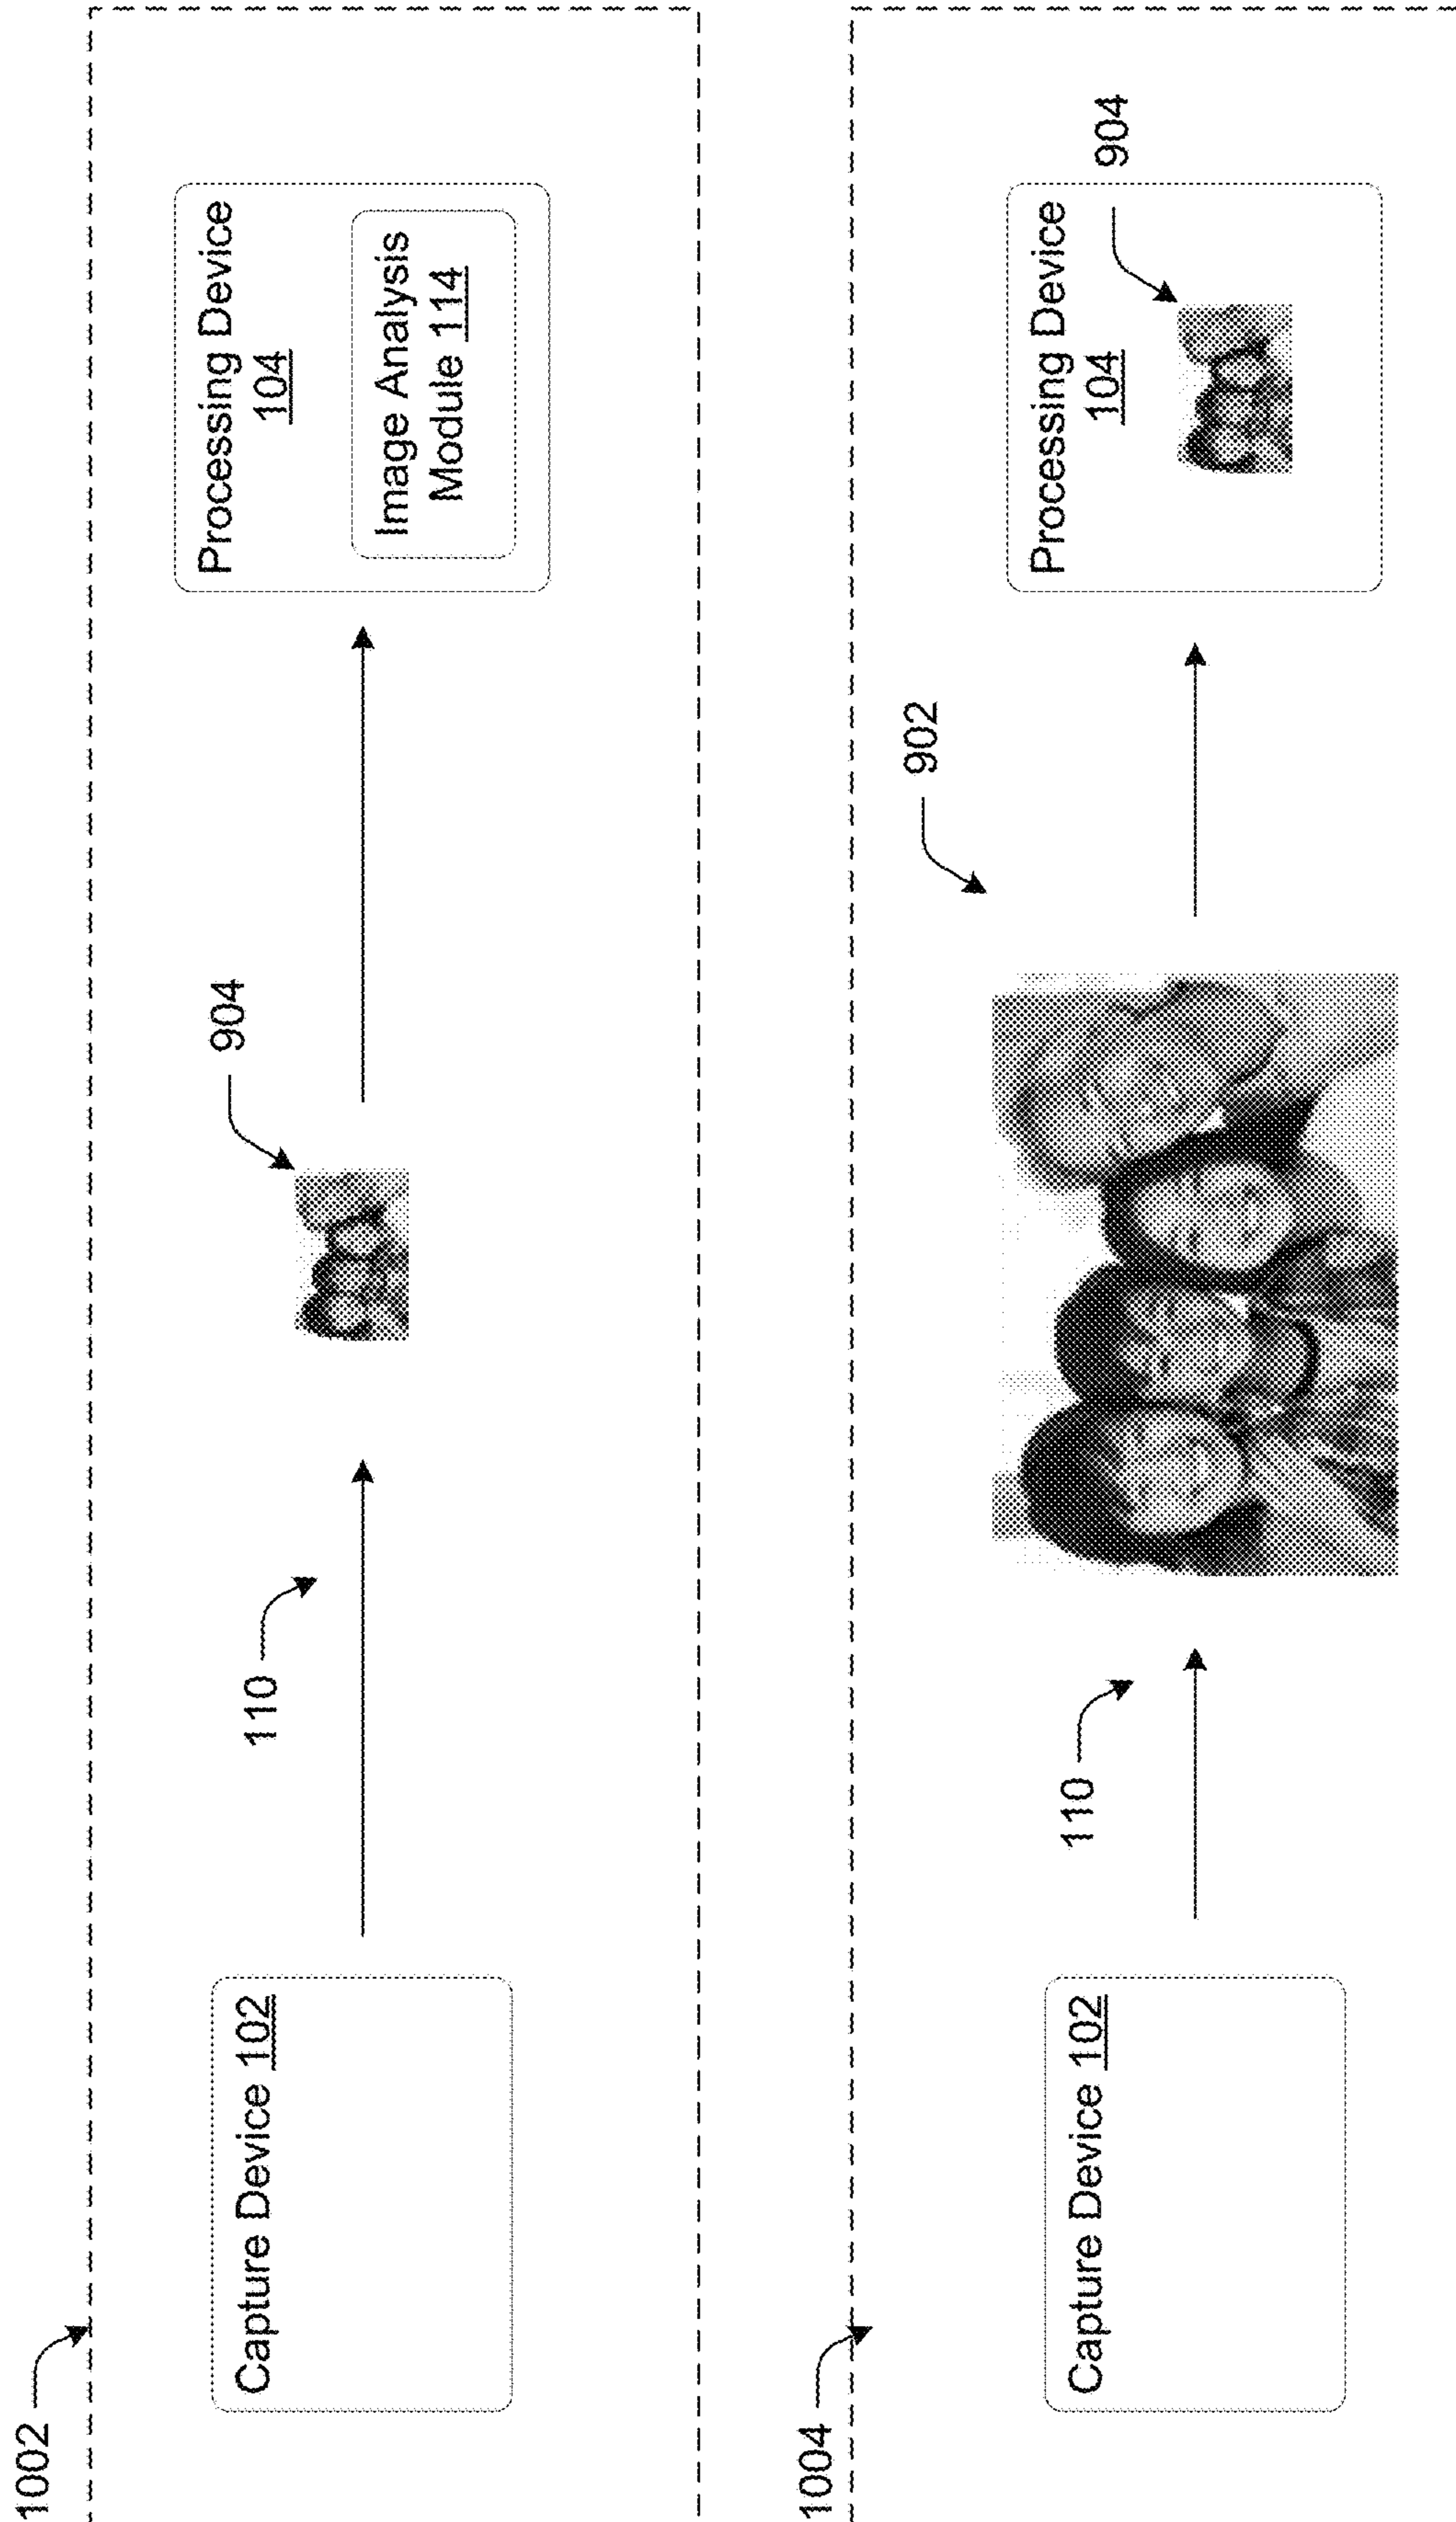 1002
Capture Device 102
110
904
Processing Device
104
Image Analysis
Module 114
1004
Capture Device 102
110
902
Processing Device
104
904